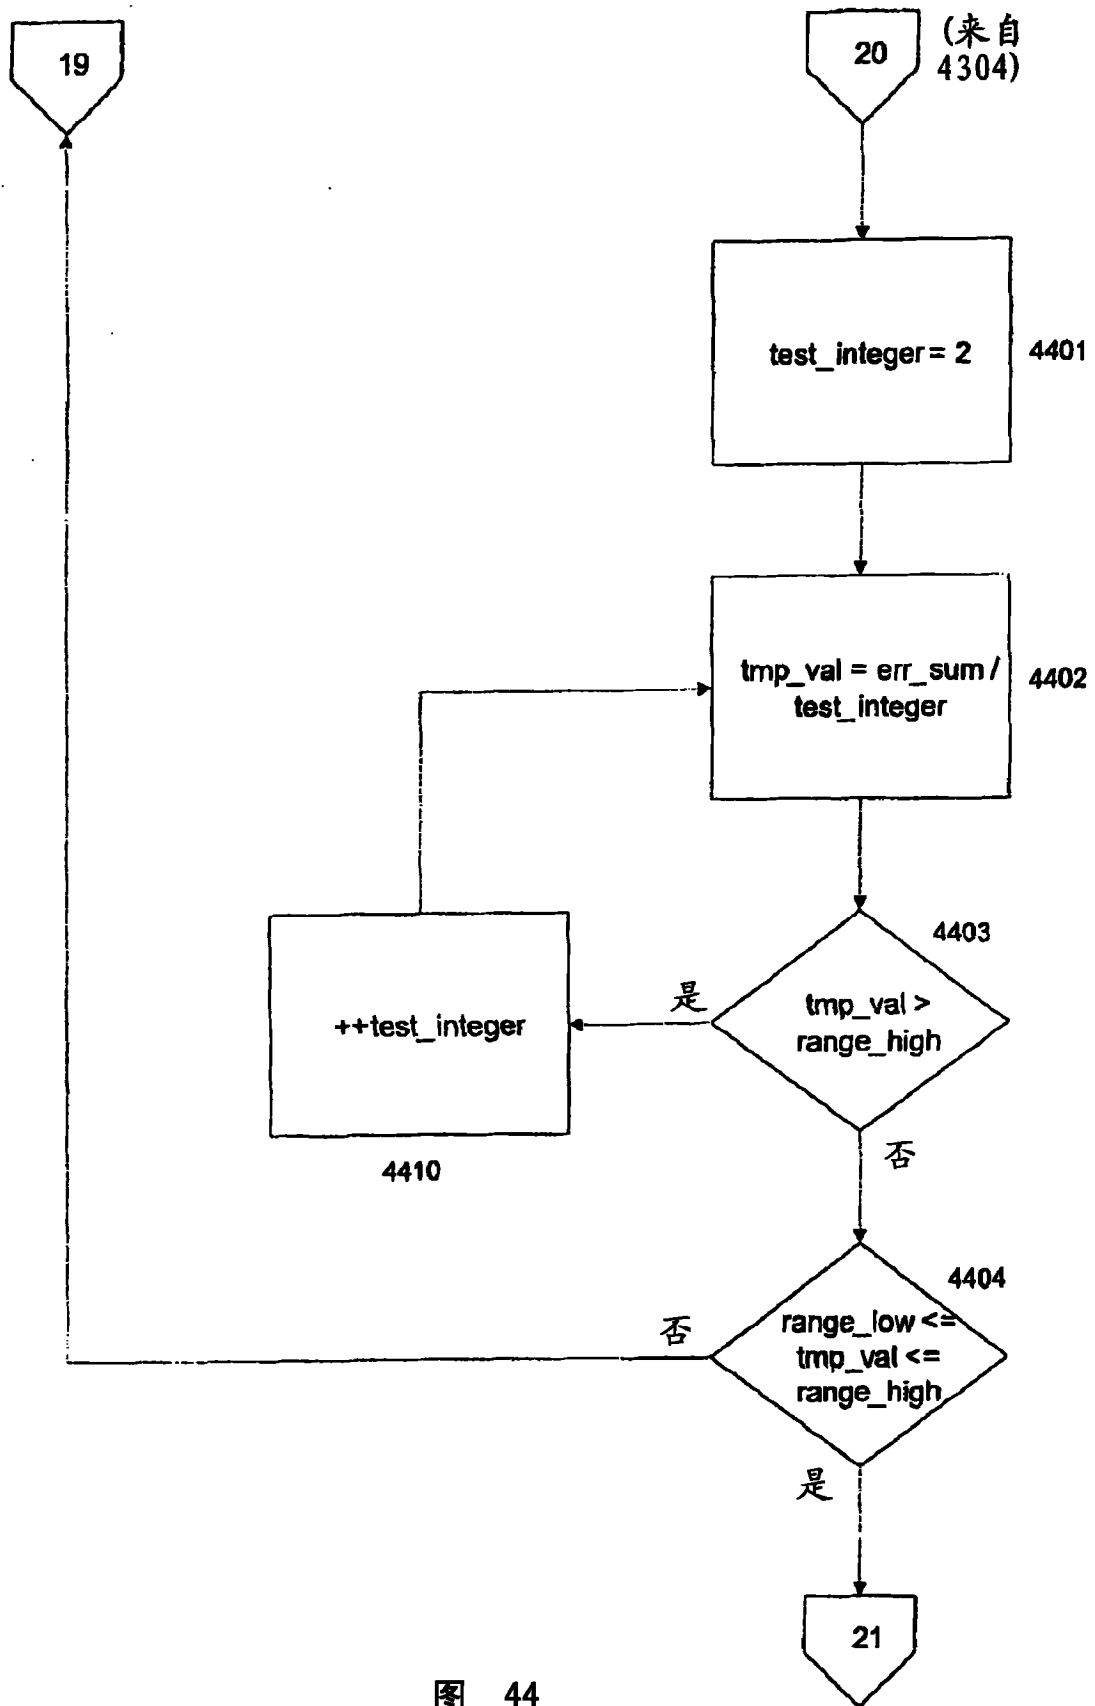 19
20
(来自
4304)
test_integer = 2
4401
tmp_val = err_sum /
test_integer
4402
4403
tmp_val >
range_high
是
++test_integer
4410
否
4404
range_low <=
tmp_val <=
range_high
否
是
21
图 44